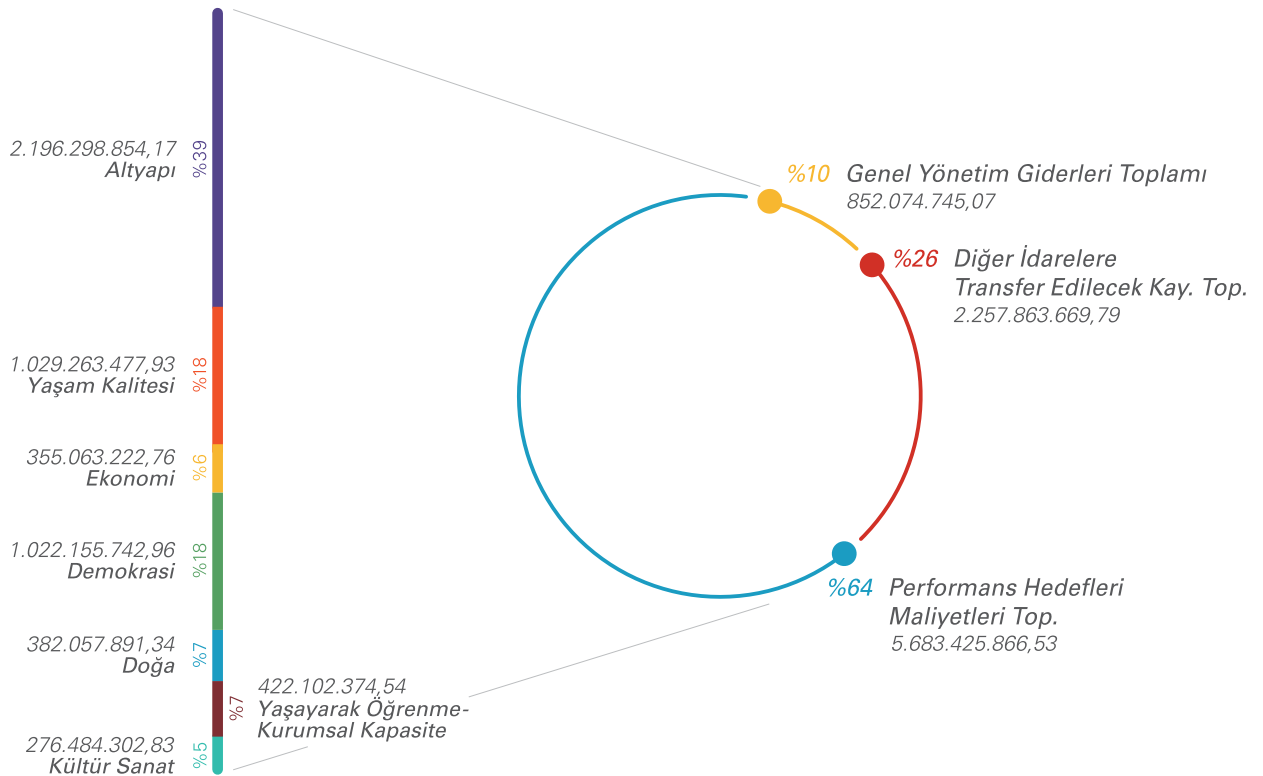 2.196.298.854,17
Altyapı
%39
1.029.263.477,93
Yaşam Kalitesi
%18
355.063.222,76
Ekonomi
%6
1.022.155.742,96
Demokrasi
%18
382.057.891,34
Doğa
%7
422.102.374,54
Yaşayarak Öğrenme-
Kurumsal Kapasite
%7
276.484.302,83
Kültür Sanat
%5
%10 Genel Yönetim Giderleri Toplamı
852.074.745,07
%26 Diğer İdarelere
Transfer Edilecek Kay. Top.
2.257.863.669,79
%64 Performans Hedefleri
Maliyetleri Top.
5.683.425.866,53